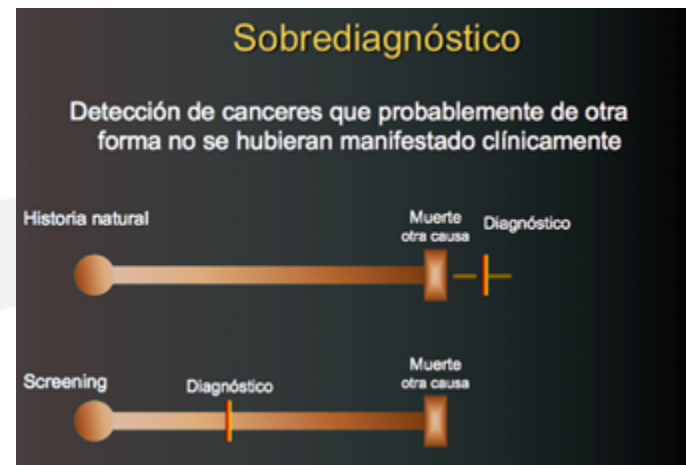 Sobrediagnóstico
Detección de canceres que probablemente de otra
forma no se hubieran manifestado clínicamente
Historia natural
Muerte
otra causa
Diagnóstico
Screening
Diagnóstico
Muerte
otra causa